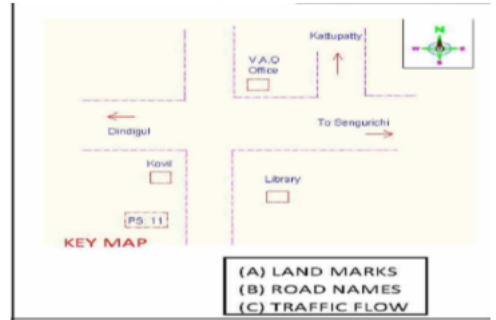 Kattupatty
N
W
V.A.O
Office
To Sengurichi
Dindigul
Kovil
Library
PS: 11
KEY MAP
(A) LAND MARKS
(B) ROAD NAMES
(C) TRAFFIC FLOW